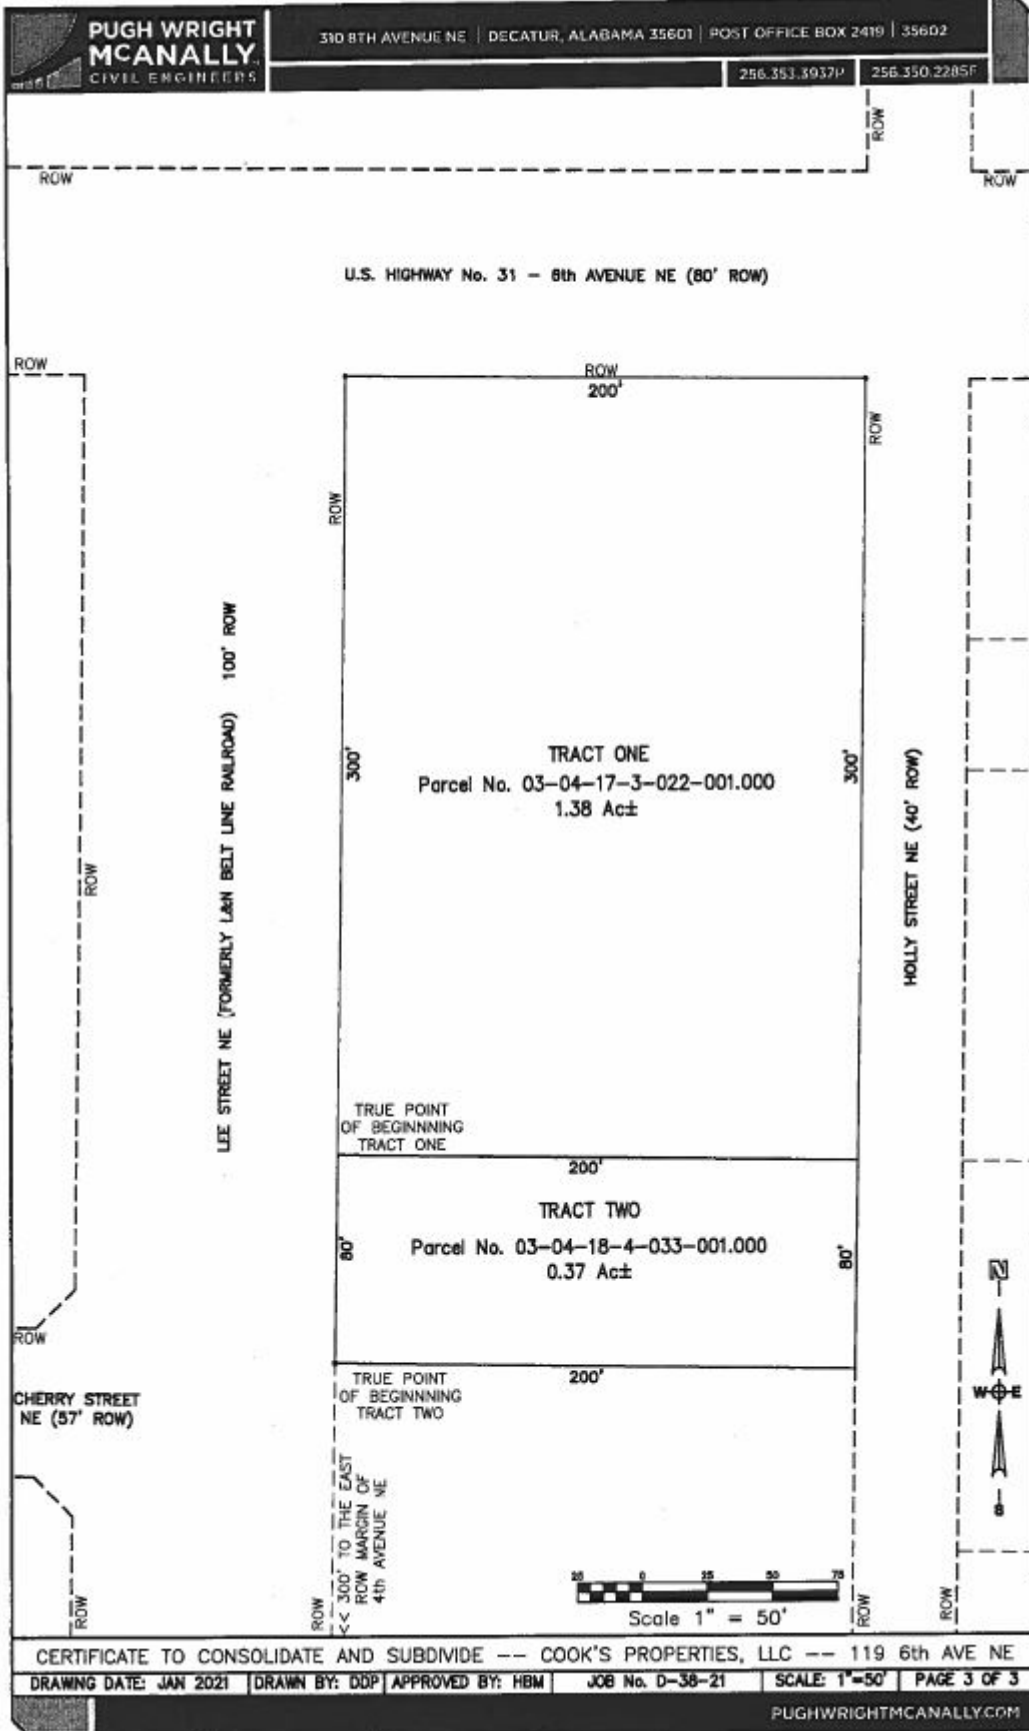 PUGH WRIGHT
MCANALLY
CIVIL ENGINEERS
310 8TH AVENUE NE | DECATUR, ALABAMA 35601 | POST OFFICE BOX 2419 | 35602
256.353.3937P
256.350.2285F
ROW
ROW
ROW
U.S. HIGHWAY No. 31 - 6th AVENUE NE (80' ROW)
ROW
ROW
200'
ROW
ROW
LEE STREET NE (FORMERLY L&N BELT LINE RAILROAD) 100' ROW
300'
TRACT ONE
Parcel No. 03-04-17-3-022-001.000
1.38 Ac±
300'
HOLLY STREET NE (40' ROW)
ROW
TRUE POINT
OF BEGINNNING
TRACT ONE
200'
TRACT TWO
80'
Parcel No. 03-04-18-4-033-001.000
0.37 Ac±
80'
N
W E
S
ROW
TRUE POINT
OF BEGINNNING
TRACT TWO
200'
CHERRY STREET
NE (57' ROW)
<< 300' TO THE EAST
ROW MARGIN OF
4th AVENUE NE
25 0 25 50 75
Scale 1" = 50'
ROW
ROW
ROW
ROW
CERTIFICATE TO CONSOLIDATE AND SUBDIVIDE -- COOK'S PROPERTIES, LLC -- 119 6th AVE NE
DRAWING DATE: JAN 2021 DRAWN BY: DDP APPROVED BY: HBM JOB No. D-38-21 SCALE: 1"=50' PAGE 3 OF 3
PUGHWRIGHTMCANALLY.COM